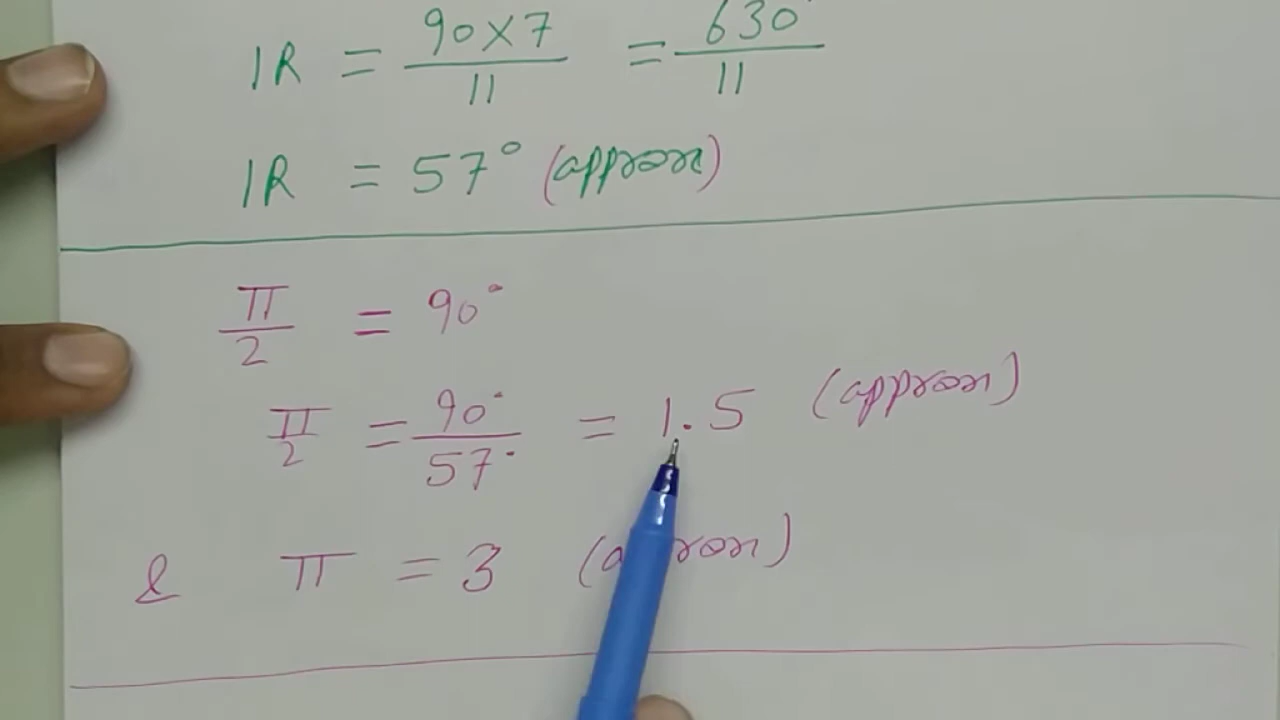 1R = 90×7/11 = 630°/11
1R = 57° (approx)
π/2 = 90°
π/2 = 90°/57° = 1.5 (approx)
& π = 3 (approx)